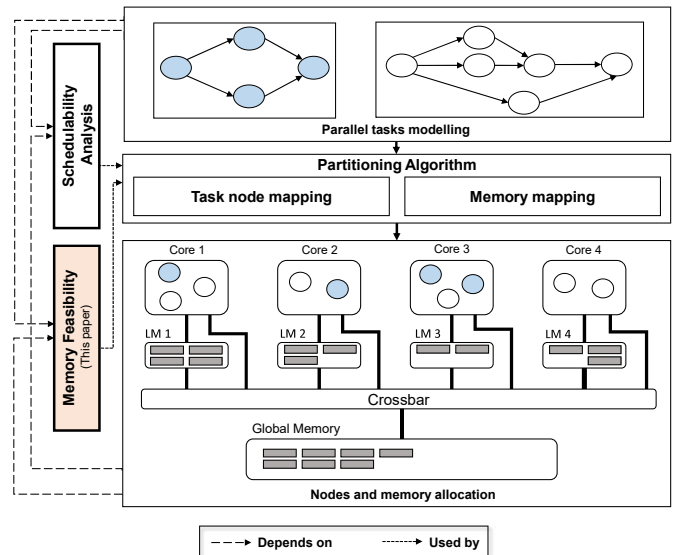 Parallel tasks modelling
Schedulability
Analysis
Partitioning Algorithm
Task node mapping
Memory mapping
Memory Feasibility
(This paper)
Core 1
Core 2
Core 3
Core 4
LM 1
LM 2
LM 3
LM 4
Crossbar
Global Memory
Nodes and memory allocation
Depends on
Used by